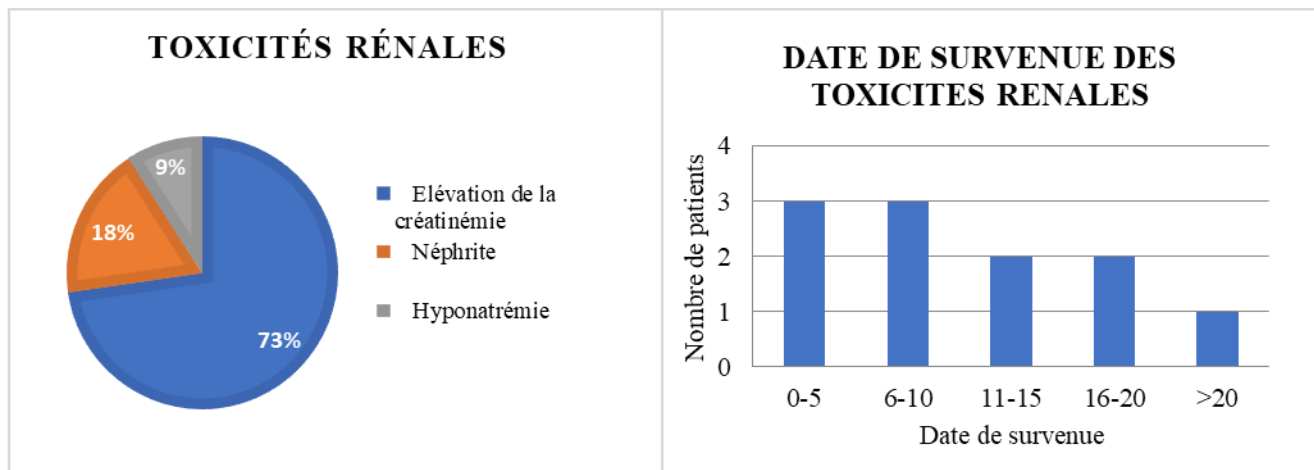 TOXICITÉS RÉNALES
9%
18%
73%
Elévation de la
créatinémie
Néphrite
Hyponatrémie
DATE DE SURVENUE DES
TOXICITES RENALES
Nombre de patients
4
3
2
1
0
0-5 6-10 11-15 16-20 >20
Date de survenue